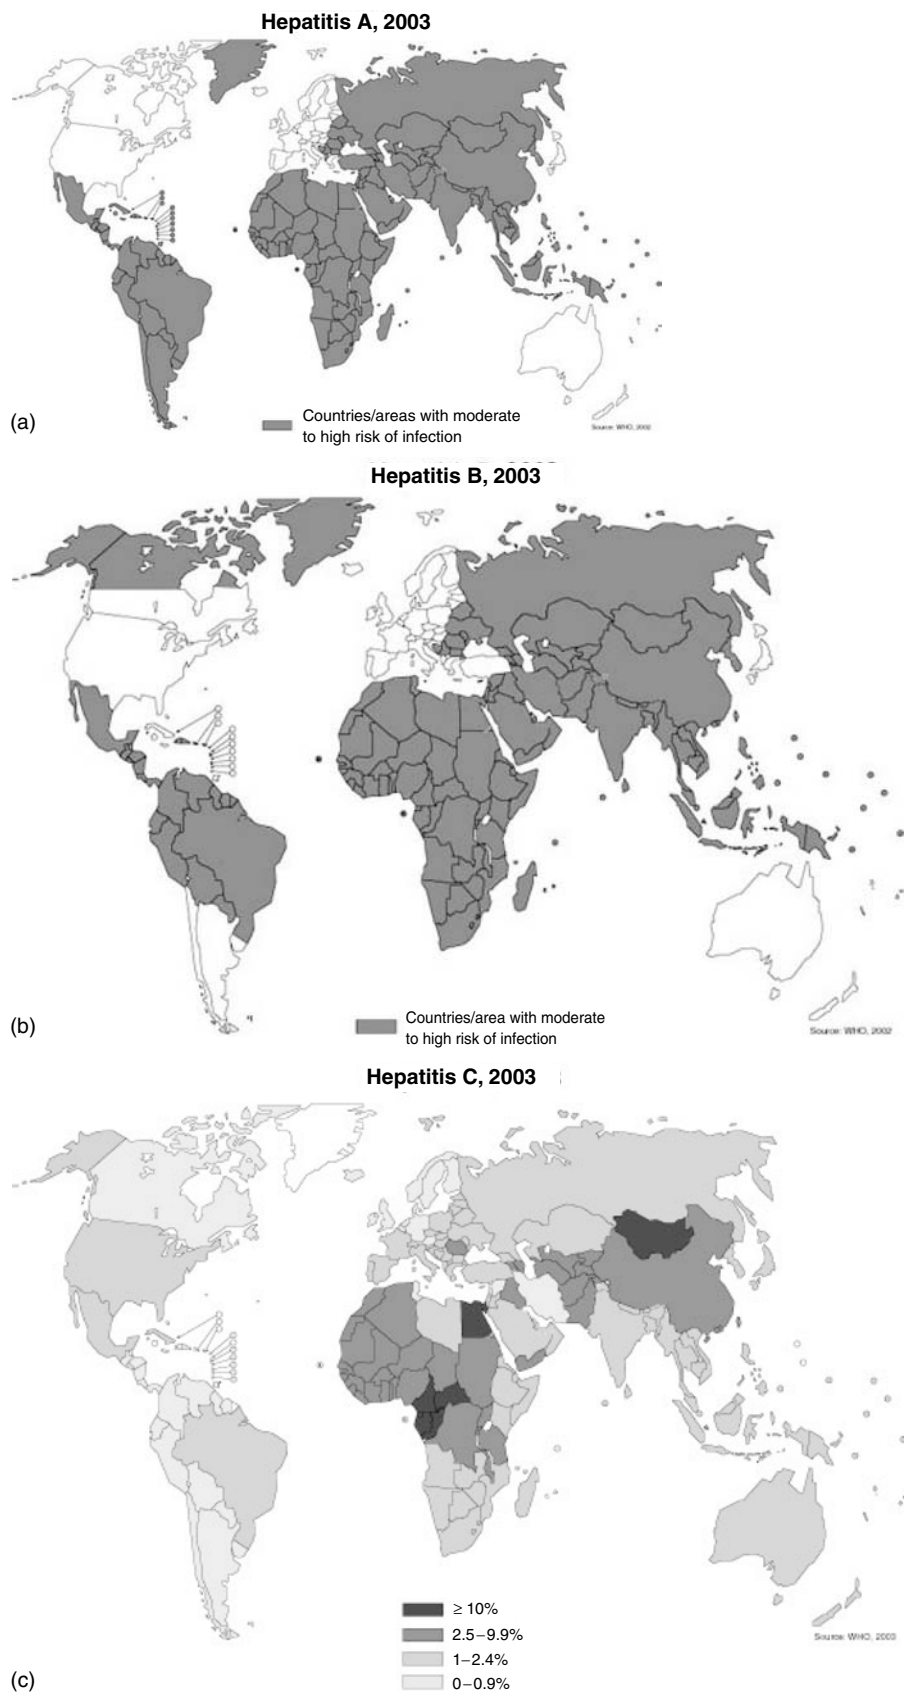 Hepatitis A, 2003
(a)
Countries/areas with moderate
to high risk of infection
Source: WHO, 2002
Hepatitis B, 2003
(b)
Countries/area with moderate
to high risk of infection
Source: WHO, 2002
Hepatitis C, 2003
≥ 10%
2.5–9.9%
1–2.4%
0–0.9%
Source: WHO, 2003
(c)